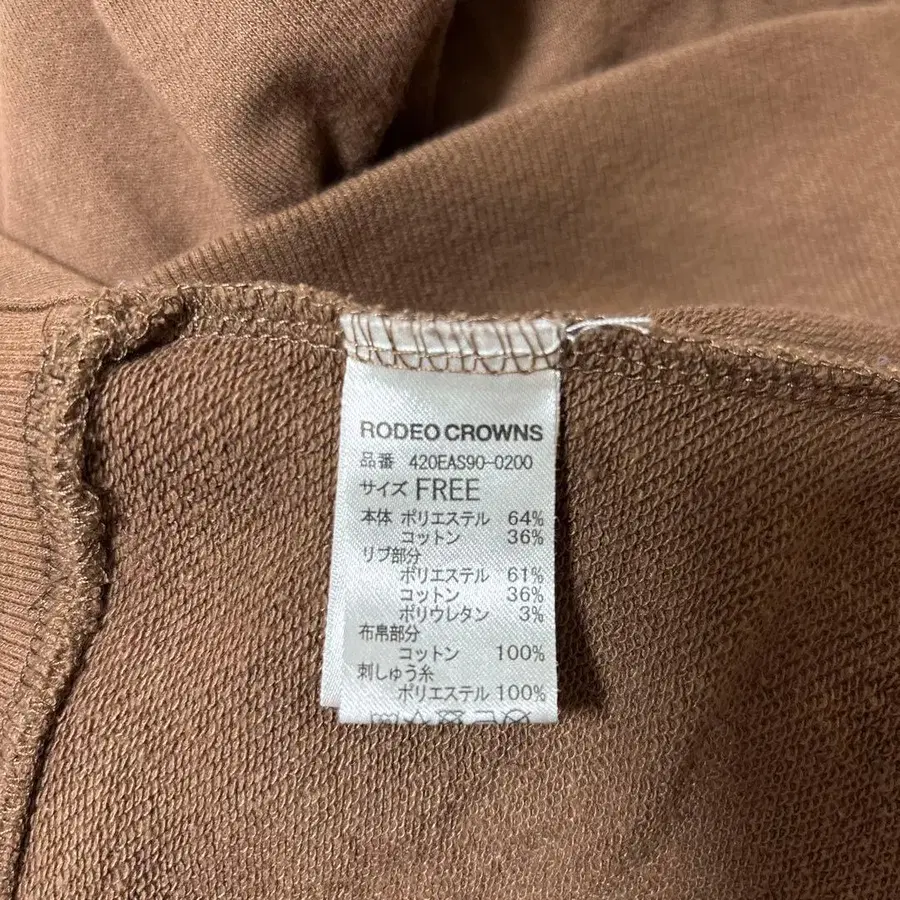 RODEO CROWNS
品番 420EAS90-0200
サイズ FREE
本体 ポリエステル 64%
コットン 36%
リブ部分
ポリエステル 61%
コットン 36%
ポリウレタン 3%
布帛部分
コットン 100%
刺しゅう糸
ポリエステル 100%